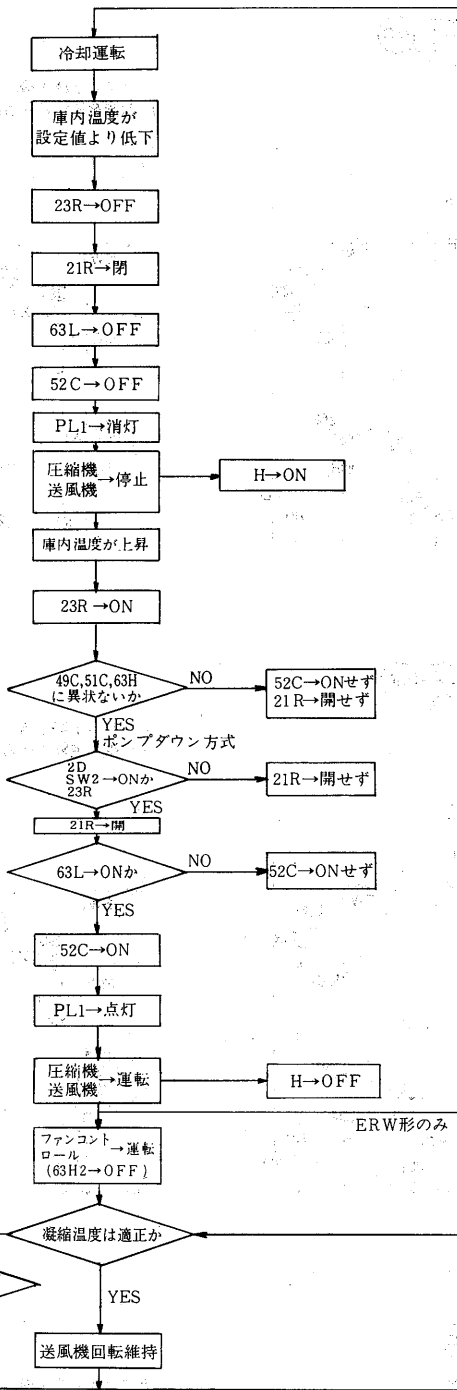 冷却運転
庫内温度が
設定値より低下
23R→OFF
21R→閉
63L→OFF
52C→OFF
PL1→消灯
圧縮機
送風機→停止
H→ON
庫内温度が上昇
23R→ON
49C,51C,63H
に異状ないか
NO
52C→ONせず
21R→開せず
YES
ポンプダウン方式
2D
SW2→ONか
23R
NO
21R→開せず
YES
21R→開
63L→ONか
NO
52C→ONせず
YES
52C→ON
PL1→点灯
圧縮機
送風機→運転
H→OFF
ERW形のみ
ファンコント
ロール→運転
(63H2→OFF)
凝縮温度は適正か
YES
送風機回転維持